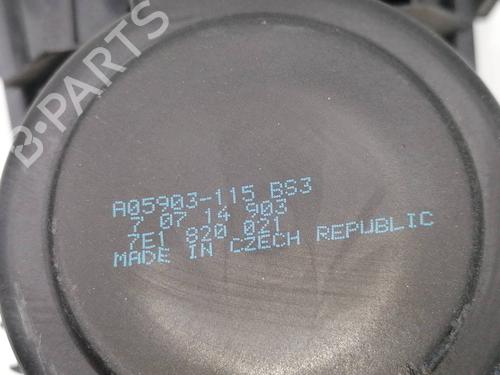 B-PARTS
A05903-115 BS3
7 07 14 903
7E1 820 021
MADE IN CZECH REPUBLIC